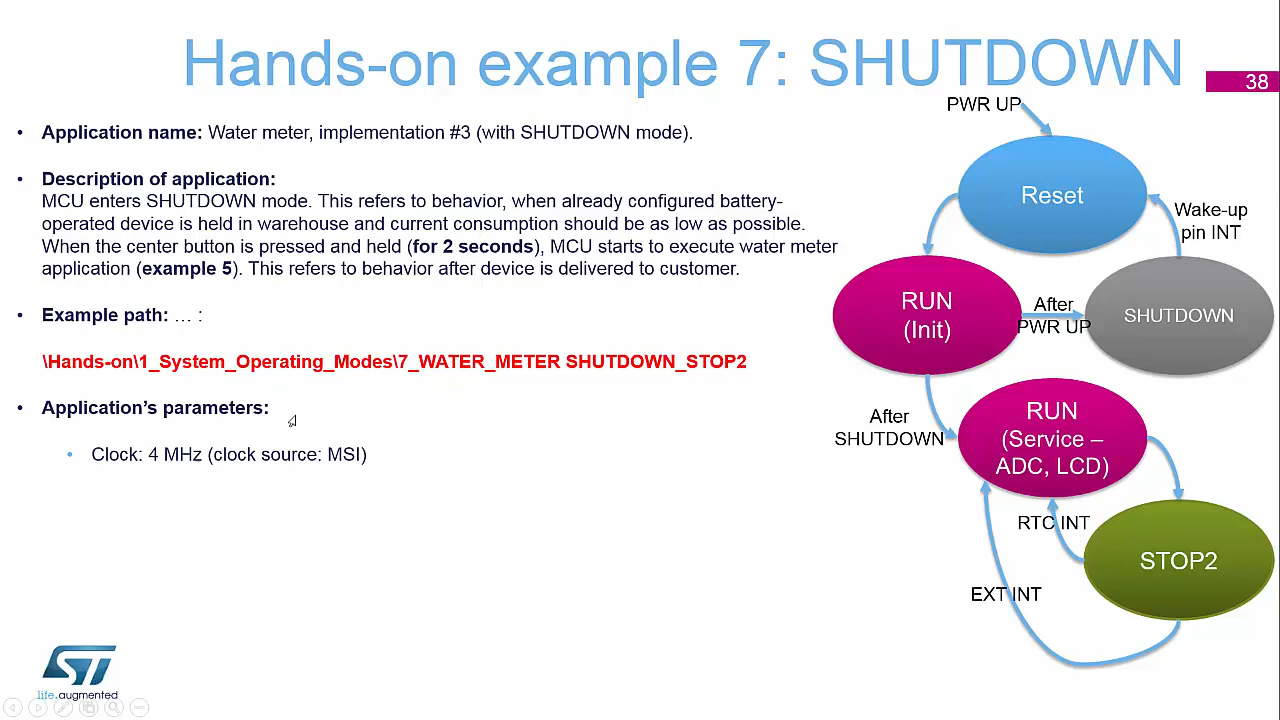 Hands-on example 7: SHUTDOWN
38
• Application name: Water meter, implementation #3 (with SHUTDOWN mode).
• Description of application:
MCU enters SHUTDOWN mode. This refers to behavior, when already configured battery-
operated device is held in warehouse and current consumption should be as low as possible.
When the center button is pressed and held (for 2 seconds), MCU starts to execute water meter
application (example 5). This refers to behavior after device is delivered to customer.
• Example path: … :
\Hands-on\1_System_Operating_Modes\7_WATER_METER SHUTDOWN_STOP2
• Application’s parameters:
• Clock: 4 MHz (clock source: MSI)
PWR UP
Reset
Wake-up
pin INT
RUN
(Init)
After
PWR UP
SHUTDOWN
After
SHUTDOWN
RUN
(Service –
ADC, LCD)
RTC INT
STOP2
EXT INT
ST
life.augmented